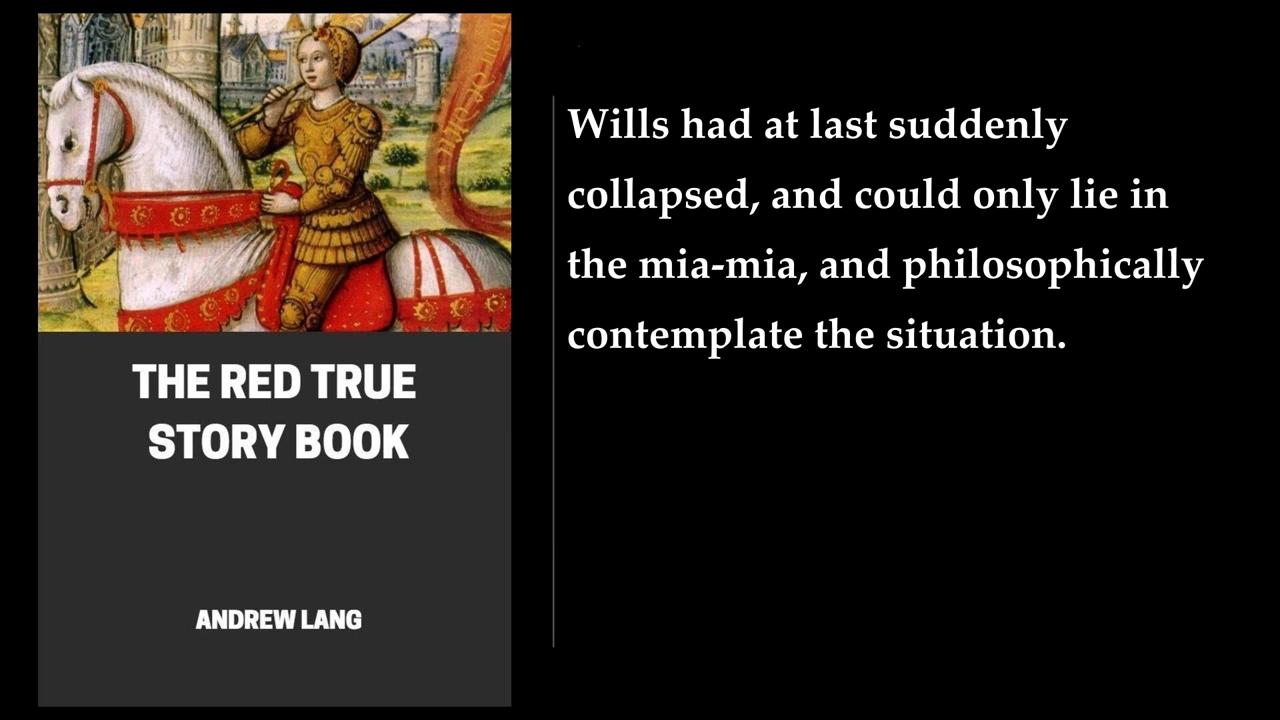 THE RED TRUE
STORY BOOK
ANDREW LANG
Wills had at last suddenly
collapsed, and could only lie in
the mia-mia, and philosophically
contemplate the situation.